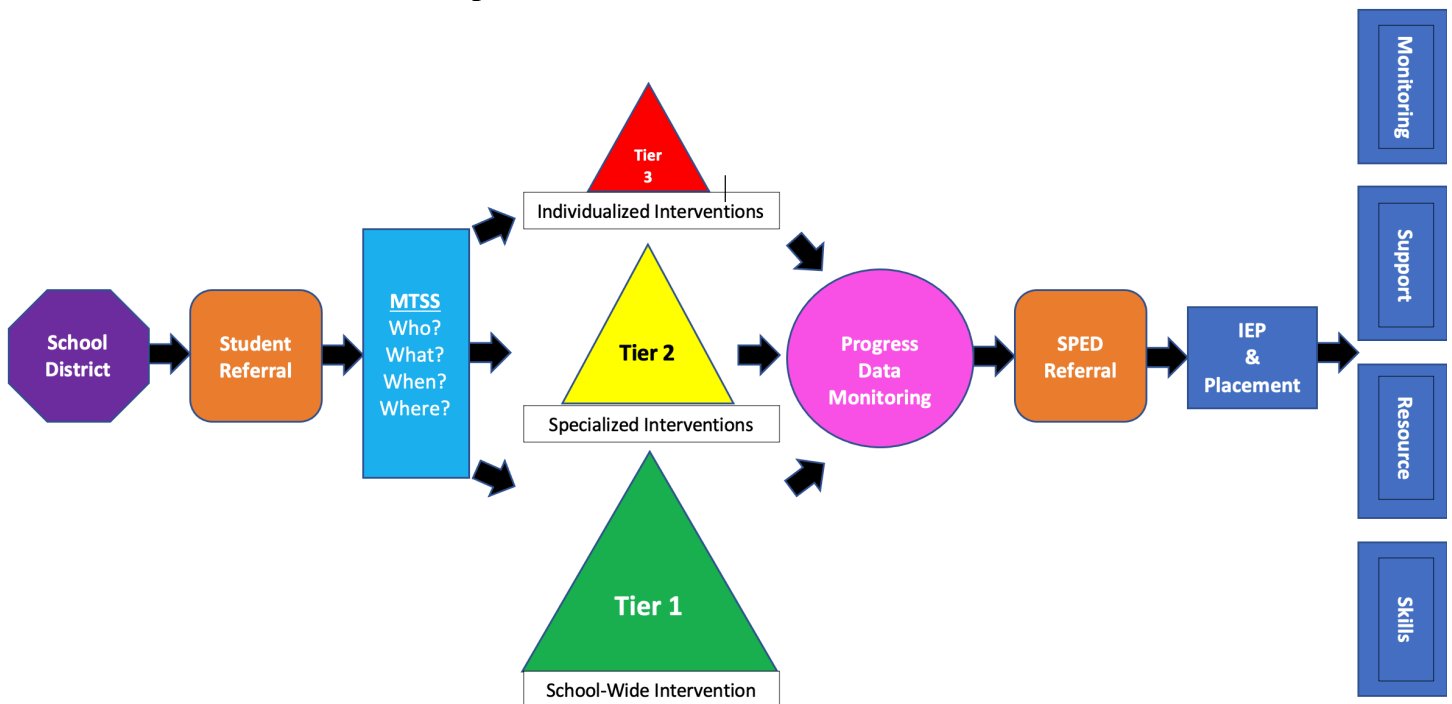 School
District
Student
Referral
MTSS
Who?
What?
When?
Where?
Tier
3
Individualized Interventions
Tier 2
Specialized Interventions
Tier 1
School-Wide Intervention
Progress
Data
Monitoring
SPED
Referral
IEP
&
Placement
Monitoring
Support
Resource
Skills